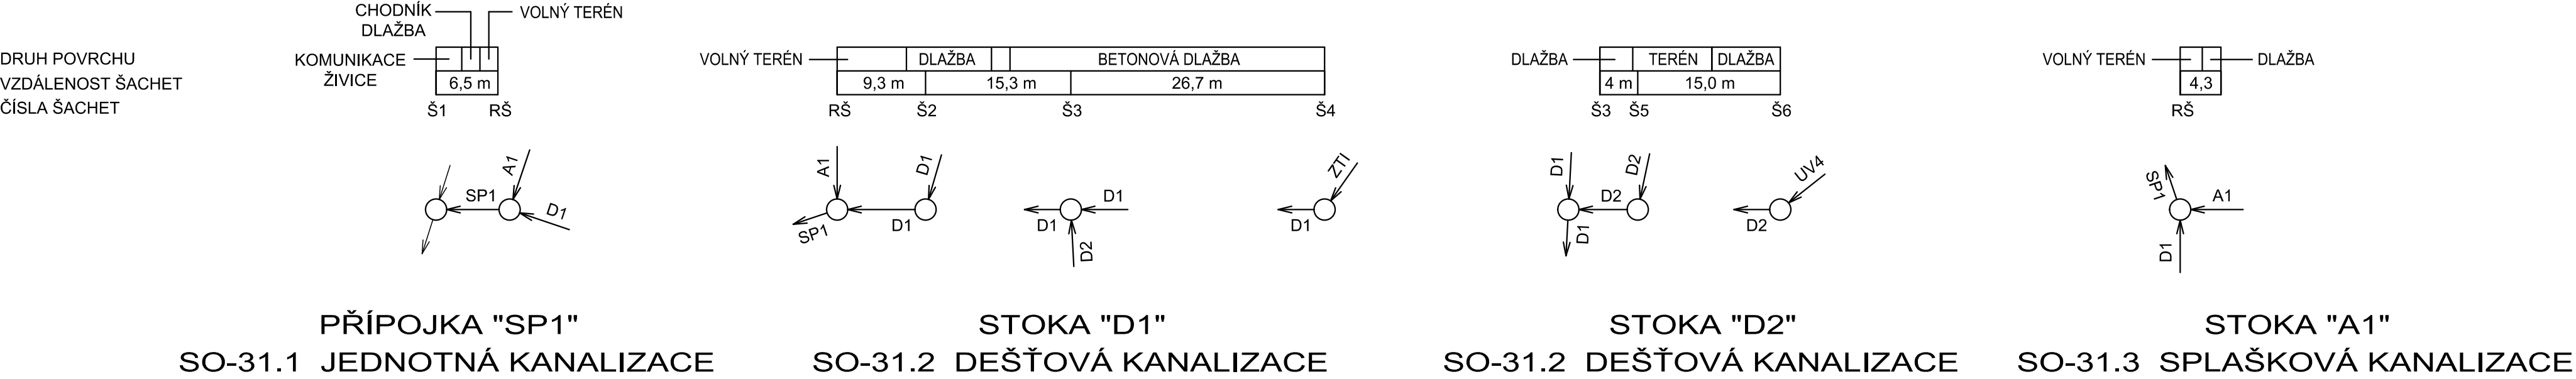 DRUH POVRCHU
VZDÁLENOST ŠACHET
ČÍSLA ŠACHET
CHODNÍK
DLAŽBA
VOLNÝ TERÉN
KOMUNIKACE
ŽIVICE
6,5 m
Š1 RŠ
A1
SP1
D1
PŘÍPOJKA "SP1"
SO-31.1 JEDNOTNÁ KANALIZACE
VOLNÝ TERÉN DLAŽBA BETONOVÁ DLAŽBA
9,3 m 15,3 m 26,7 m
RŠ Š2 Š3 Š4
A1 D1 ZTI
D1
SP1 D1 D1 D1
D2
STOKA "D1"
SO-31.2 DEŠŤOVÁ KANALIZACE
DLAŽBA TERÉN DLAŽBA
4 m 15,0 m
Š3 Š5 Š6
D1 D2 UV4
D2
D1 D2
STOKA "D2"
SO-31.2 DEŠŤOVÁ KANALIZACE
VOLNÝ TERÉN DLAŽBA
4,3
RŠ
SP1 A1
D1
STOKA "A1"
SO-31.3 SPLAŠKOVÁ KANALIZACE